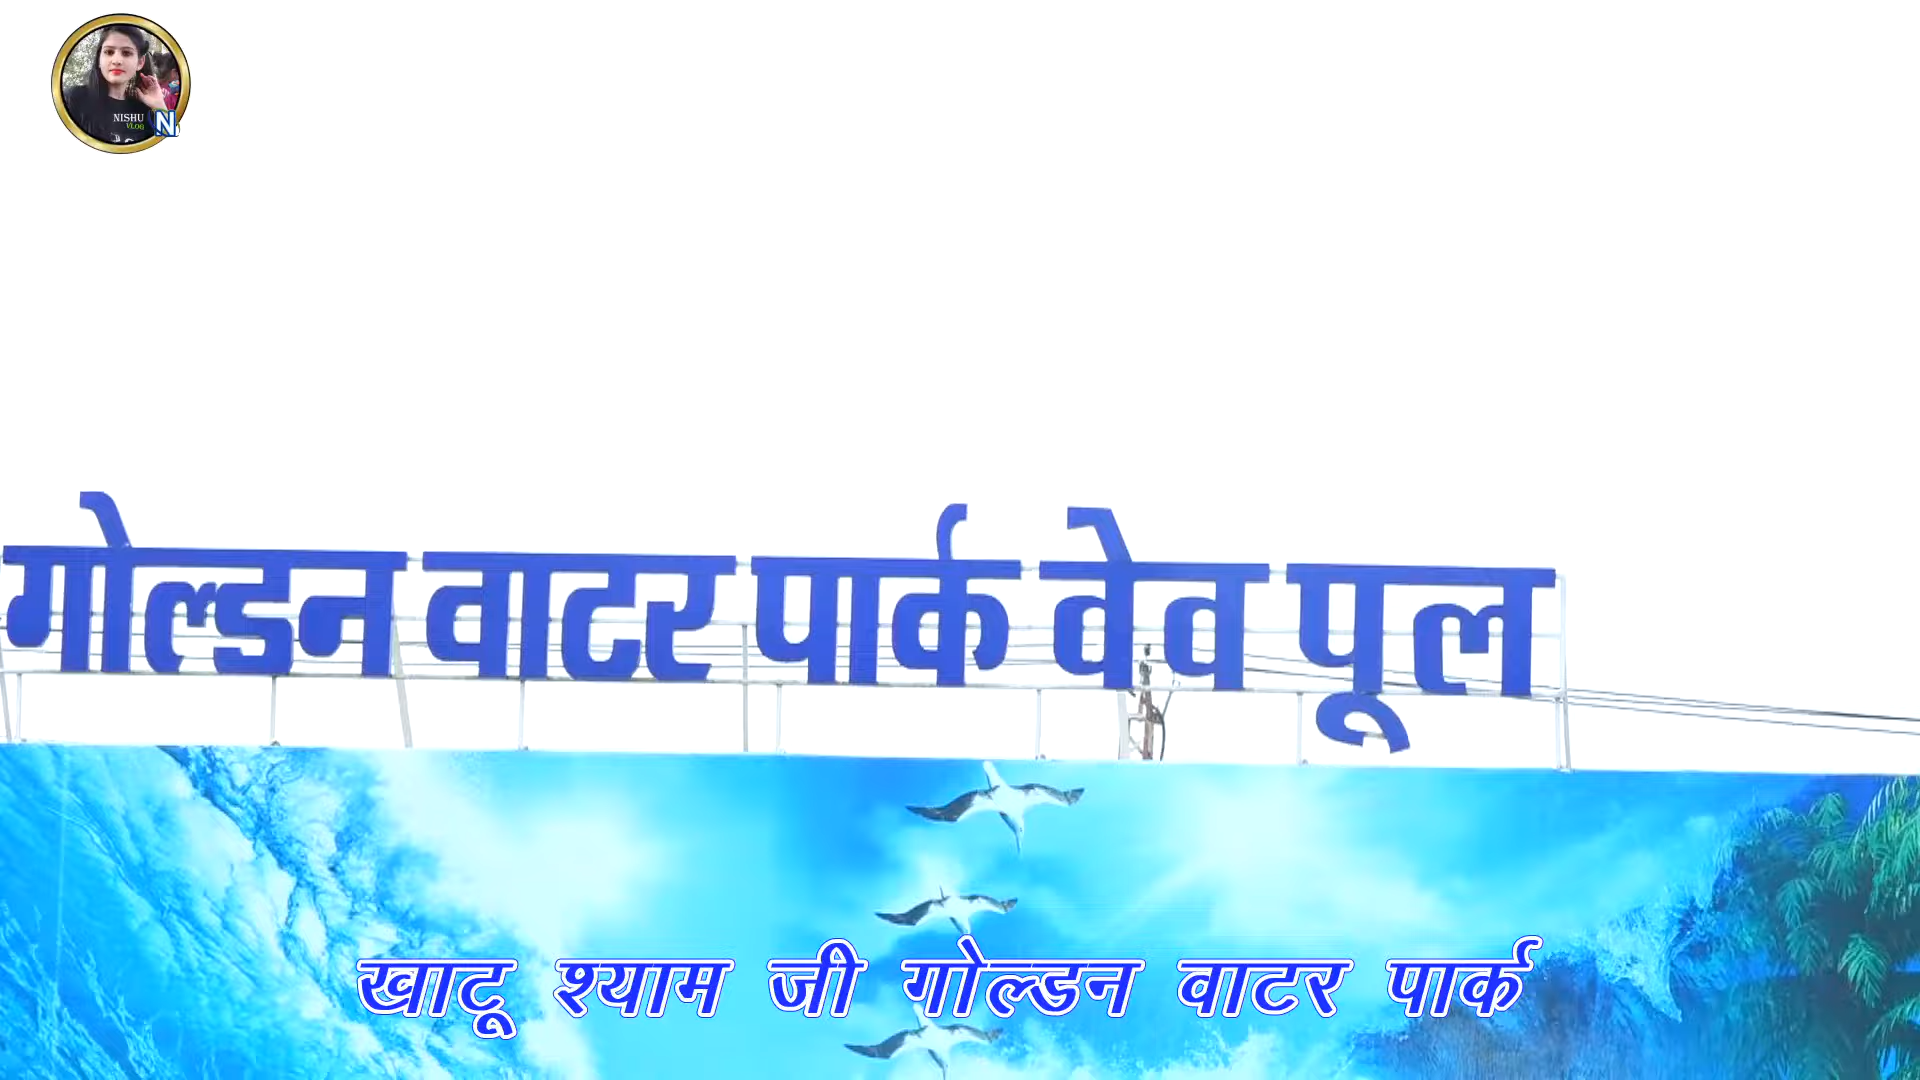 NISHU
VLOG
N
गोल्डन वाटर पार्क वेव पूल
खाटू श्याम जी गोल्डन वाटर पार्क